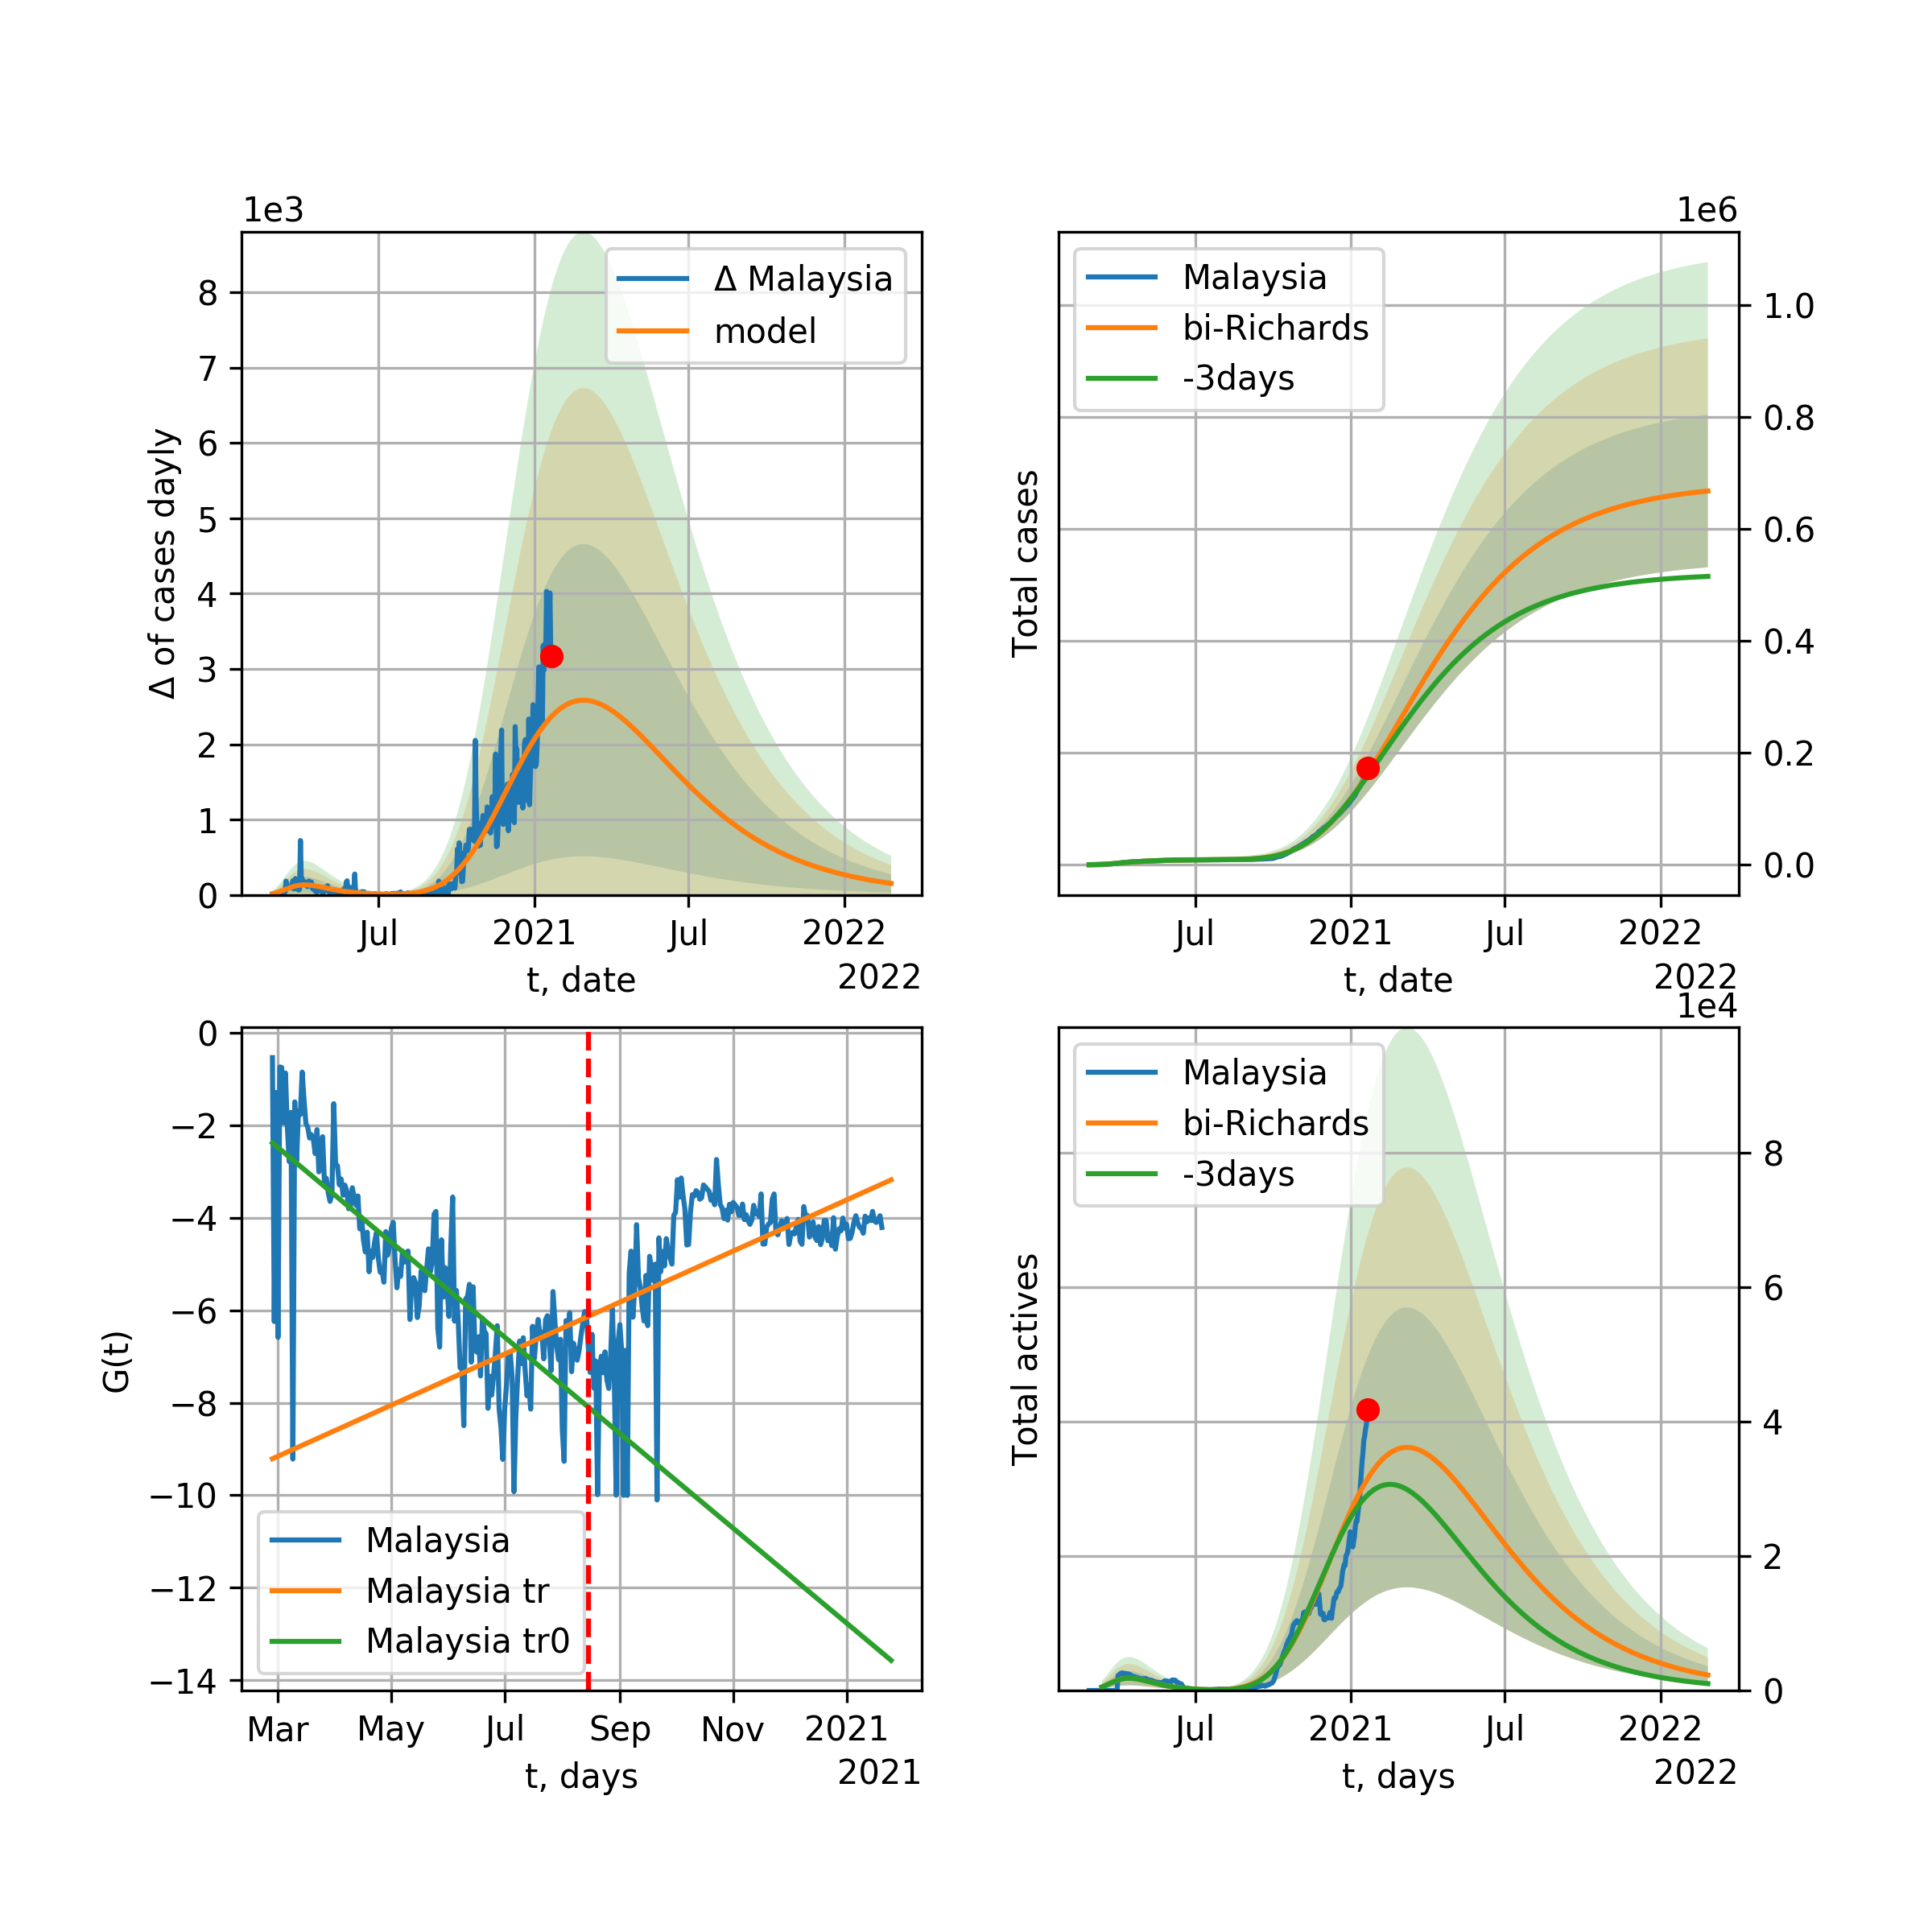 1e3
Δ of cases dayly
8
7
6
5
4
3
2
1
0
Δ Malaysia
model
Jul
2021
Jul
2022
t, date
2022
1e6
Total cases
Malaysia
bi-Richards
-3days
1.0
0.8
0.6
0.4
0.2
0.0
Jul
2021
Jul
2022
t, date
2022
G(t)
0
−2
−4
−6
−8
−10
−12
−14
Malaysia
Malaysia tr
Malaysia tr0
Mar
May
Jul
Sep
Nov
2021
t, days
2021
1e4
Total actives
Malaysia
bi-Richards
-3days
8
6
4
2
0
Jul
2021
Jul
2022
t, days
2022